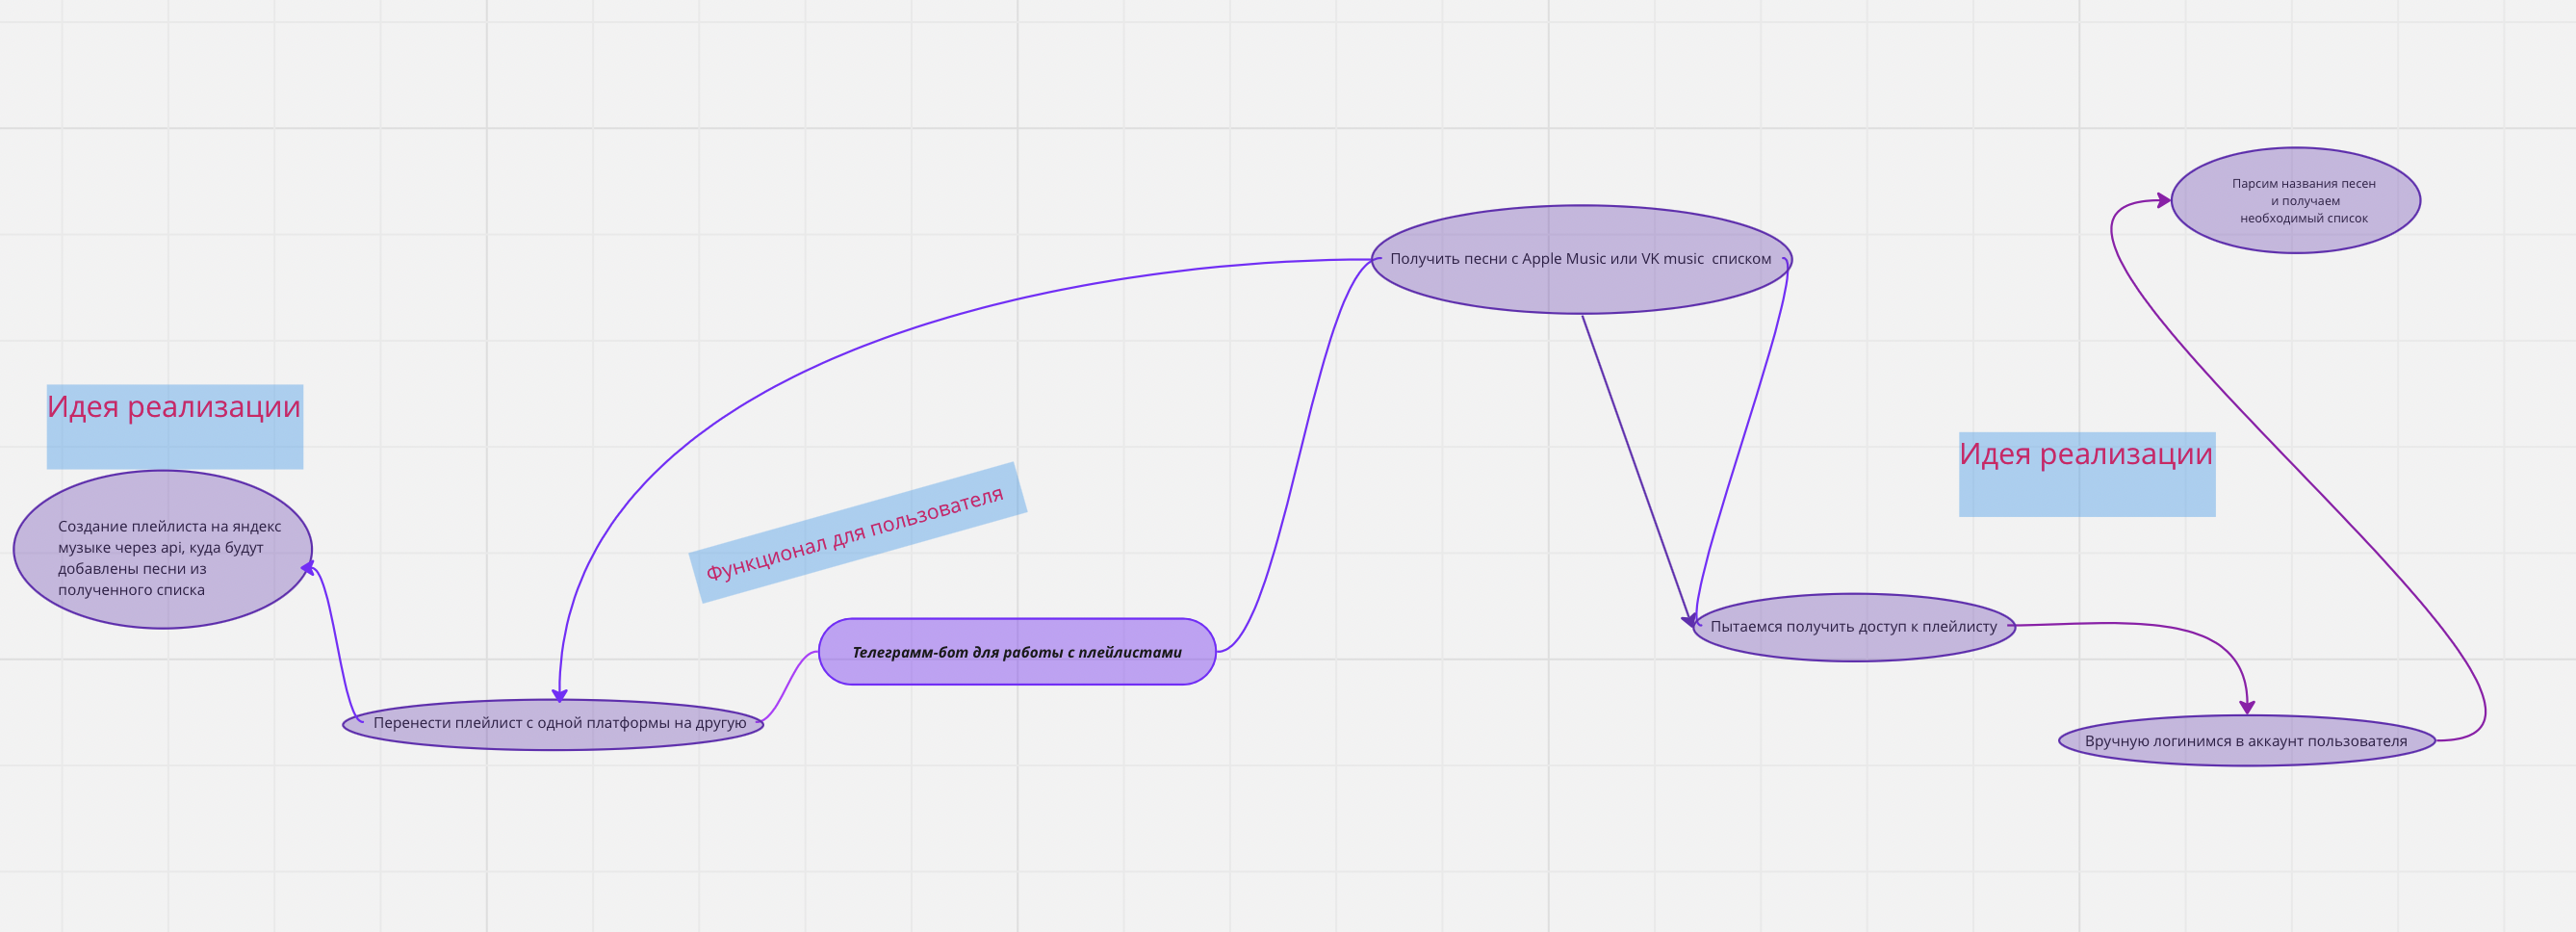 Парсим названия песен
и получаем
необходимый список
Получить песни с Apple Music или VK music  списком
Идея реализации
Идея реализации
Создание плейлиста на яндекс
музыке через api, куда будут
добавлены песни из
полученного списка
Функционал для пользователя
Телеграмм-бот для работы с плейлистами
Пытаемся получить доступ к плейлисту
Перенести плейлист с одной платформы на другую
Вручную логинимся в аккаунт пользователя